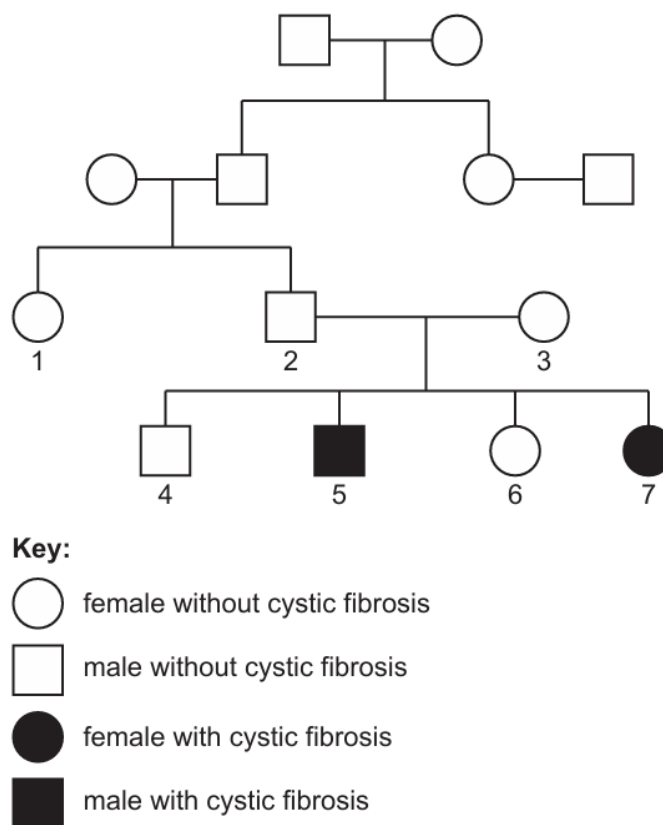 1 2 3
4 5 6 7
Key:
female without cystic fibrosis
male without cystic fibrosis
female with cystic fibrosis
male with cystic fibrosis